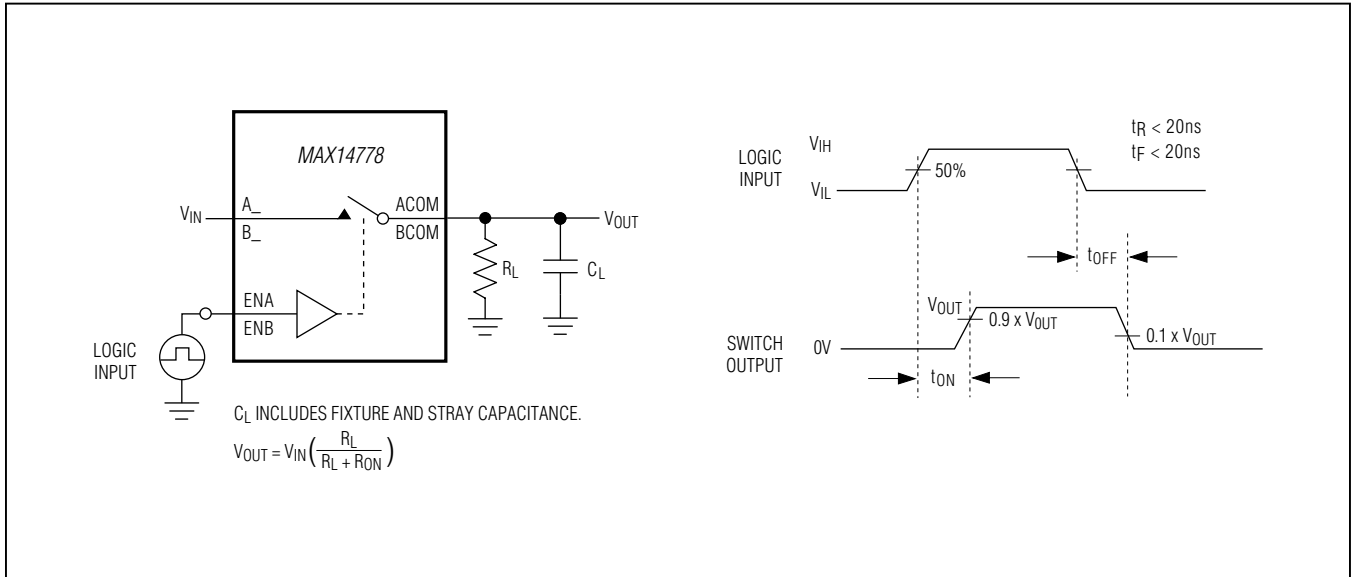 MAX14778
V_IN
A_
B_
ACOM
BCOM
V_OUT
R_L
C_L
ENA
ENB
LOGIC
INPUT
C_L INCLUDES FIXTURE AND STRAY CAPACITANCE.
V_OUT = V_IN(R_L / (R_L + R_ON))
LOGIC
INPUT
V_IH
V_IL
50%
t_R < 20ns
t_F < 20ns
t_OFF
SWITCH
OUTPUT
V_OUT
0V
0.9 x V_OUT
0.1 x V_OUT
t_ON